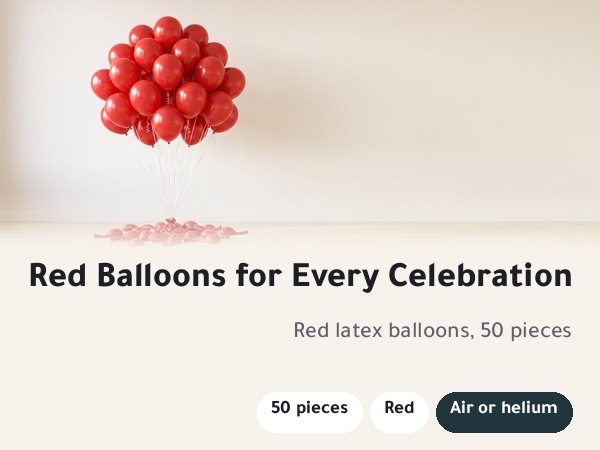 Red Balloons for Every Celebration
Red latex balloons, 50 pieces
50 pieces
Red
Air or helium